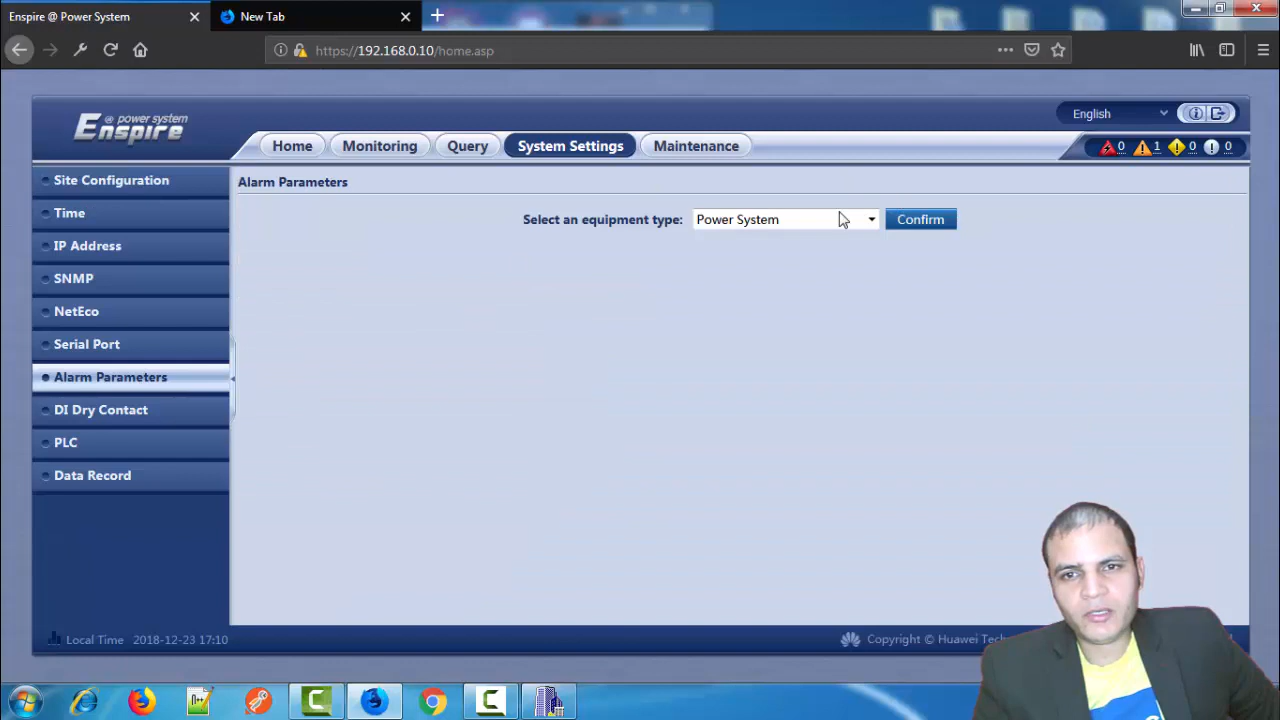 Enspire @ Power System
New Tab
https://192.168.0.10/home.asp
@ power system
Enspire
English
Home
Monitoring
Query
System Settings
Maintenance
0
1
0
0
Site Configuration
Time
IP Address
SNMP
NetEco
Serial Port
Alarm Parameters
DI Dry Contact
PLC
Data Record
Alarm Parameters
Select an equipment type:
Power System
Confirm
Local Time 2018-12-23 17:10
Copyright © Huawei Tech